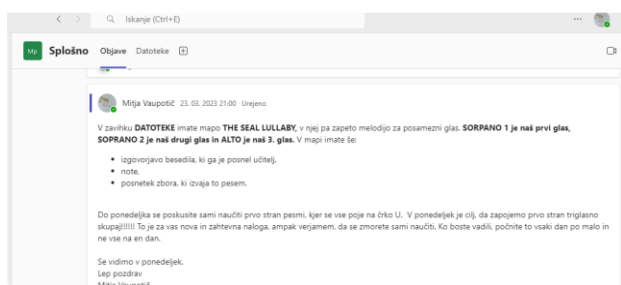 Iskanje (Ctrl+E)
Mp Splošno Objave Datoteke
Mitja Vaupotič 23. 03. 2023 21:00 Urejeno
V zavihku DATOTEKE imate mapo THE SEAL LULLABY, v njej pa zapeto melodijo za posamezni glas. SORPANO 1 je naš prvi glas,
SOPRANO 2 je naš drugi glas in ALTO je naš 3. glas. V mapi imate še:
izgovorjavo besedila, ki ga je posnel učitelj,
note,
posnetek zbora, ki izvaja to pesem.
Do ponedeljka se poskusite sami naučiti prvo stran pesmi, kjer se vse poje na črko U. V ponedeljek je cilj, da zapojemo prvo stran triglasno
skupaj!!!!!! To je za vas nova in zahtevna naloga, ampak verjamem, da se zmorete sami naučiti. Ko boste vadili, počnite to vsaki dan po malo in
ne vse na en dan.
Se vidimo v ponedeljek.
Lep pozdrav
Mitja Vaupotič